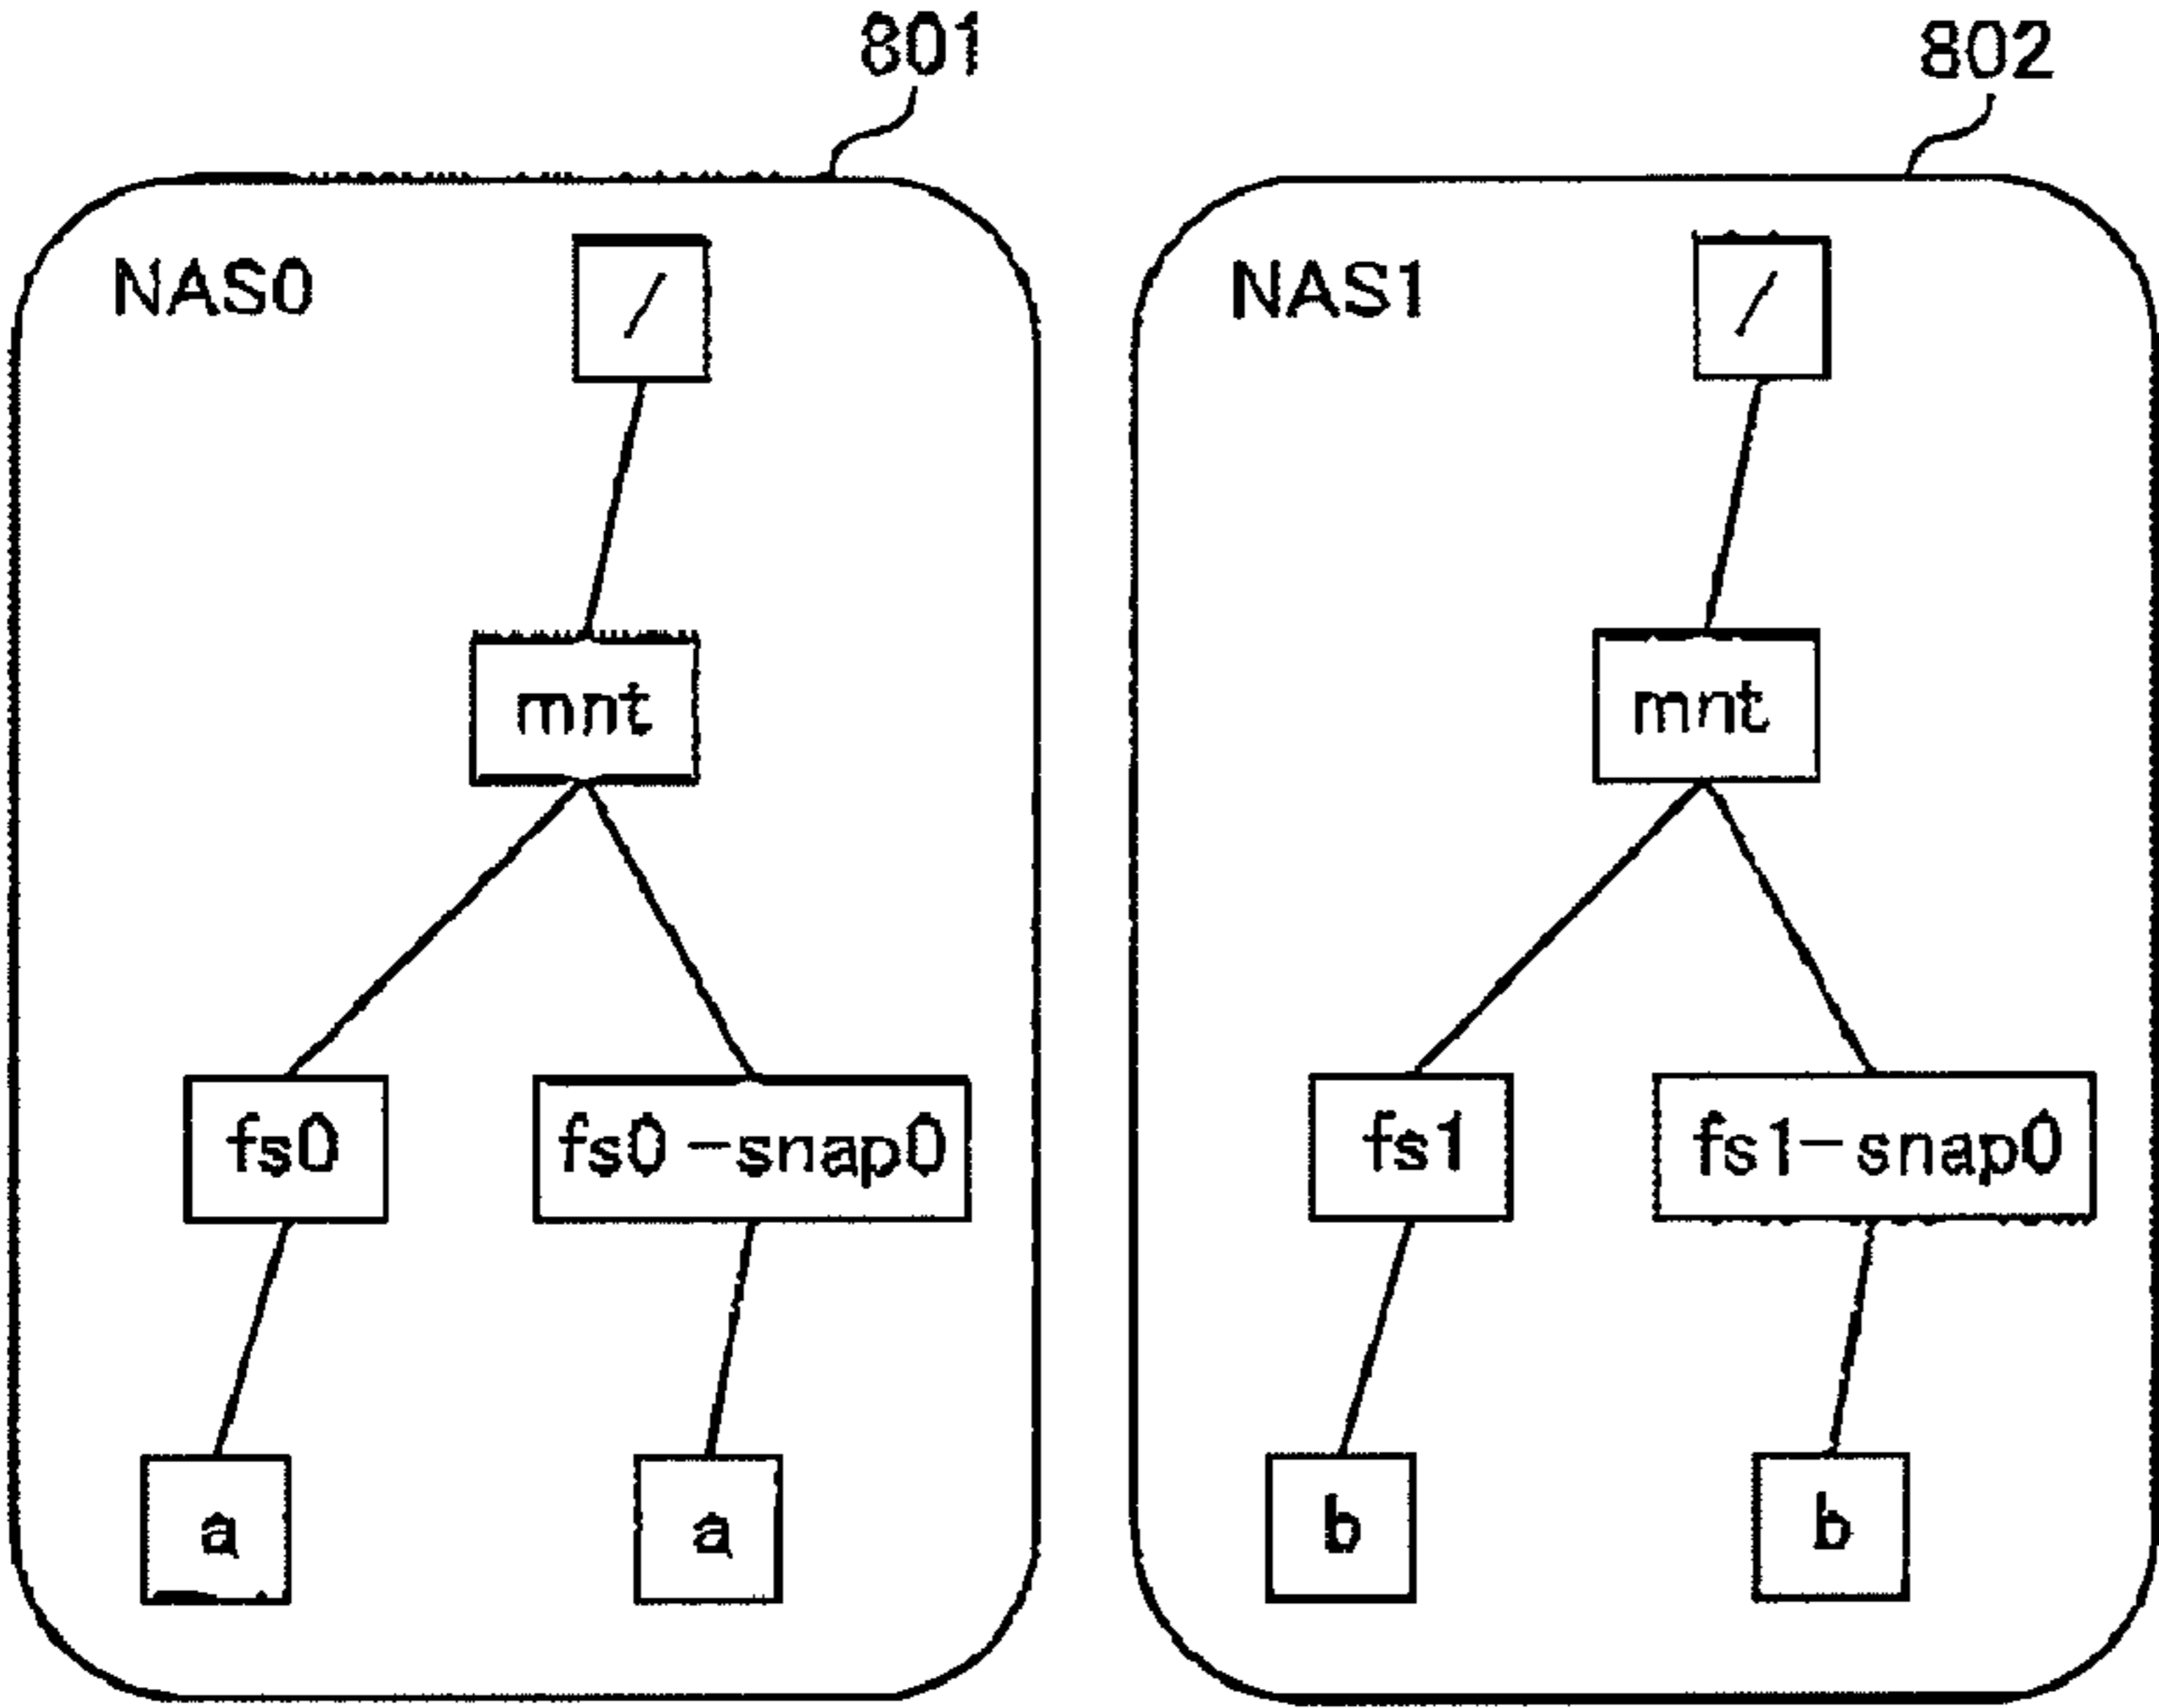 801
NAS0
/
mnt
fs0
fs0-snap0
a
a
802
NAS1
/
mnt
fs1
fs1-snap0
b
b